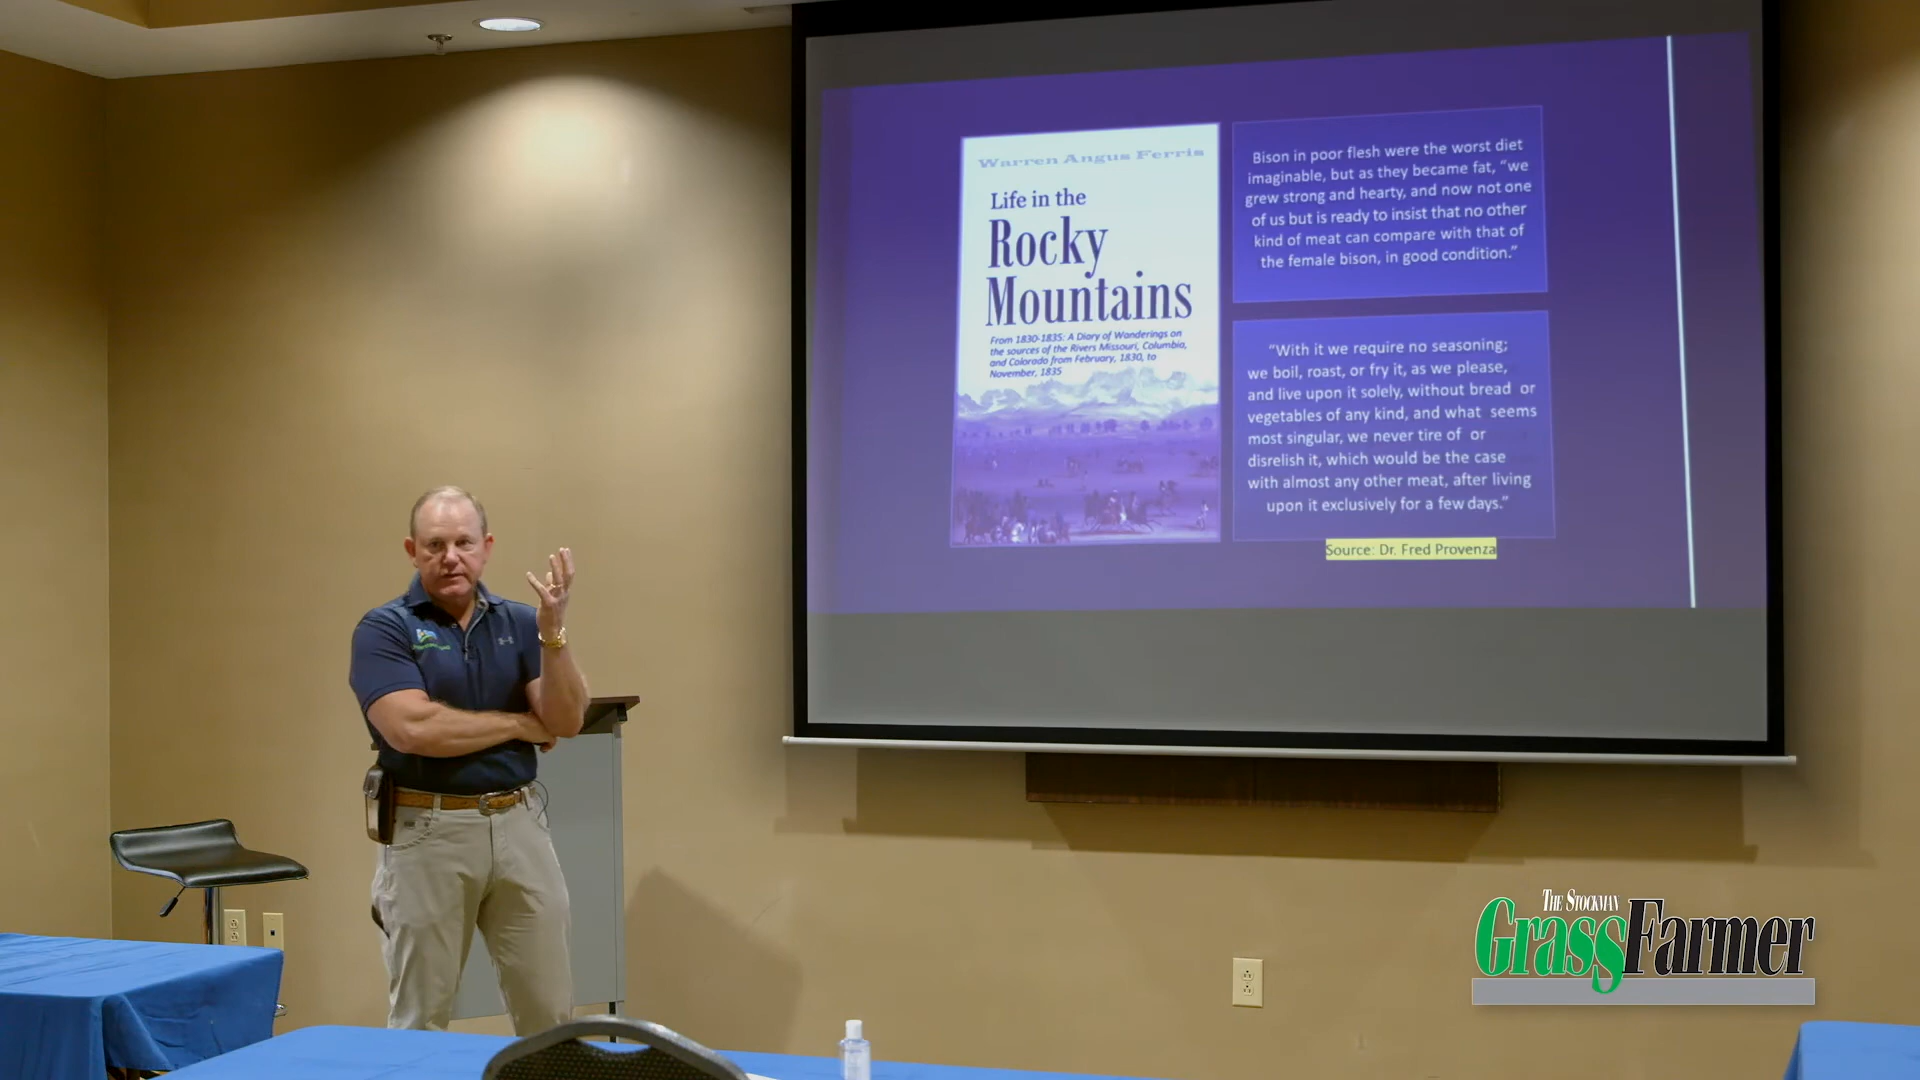 Warren Angus Ferris
Life in the
Rocky
Mountains
From 1830-1835: A Diary of Wanderings on
the sources of the Rivers Missouri, Columbia,
and Colorado from February, 1830, to
November, 1835
Bison in poor flesh were the worst diet
imaginable, but as they became fat, “we
grew strong and hearty, and now not one
of us but is ready to insist that no other
kind of meat can compare with that of
the female bison, in good condition.”
“With it we require no seasoning;
we boil, roast, or fry it, as we please,
and live upon it solely, without bread or
vegetables of any kind, and what seems
most singular, we never tire of or
disrelish it, which would be the case
with almost any other meat, after living
upon it exclusively for a few days.”
Source: Dr. Fred Provenza
THE STOCKMAN
GrassFarmer